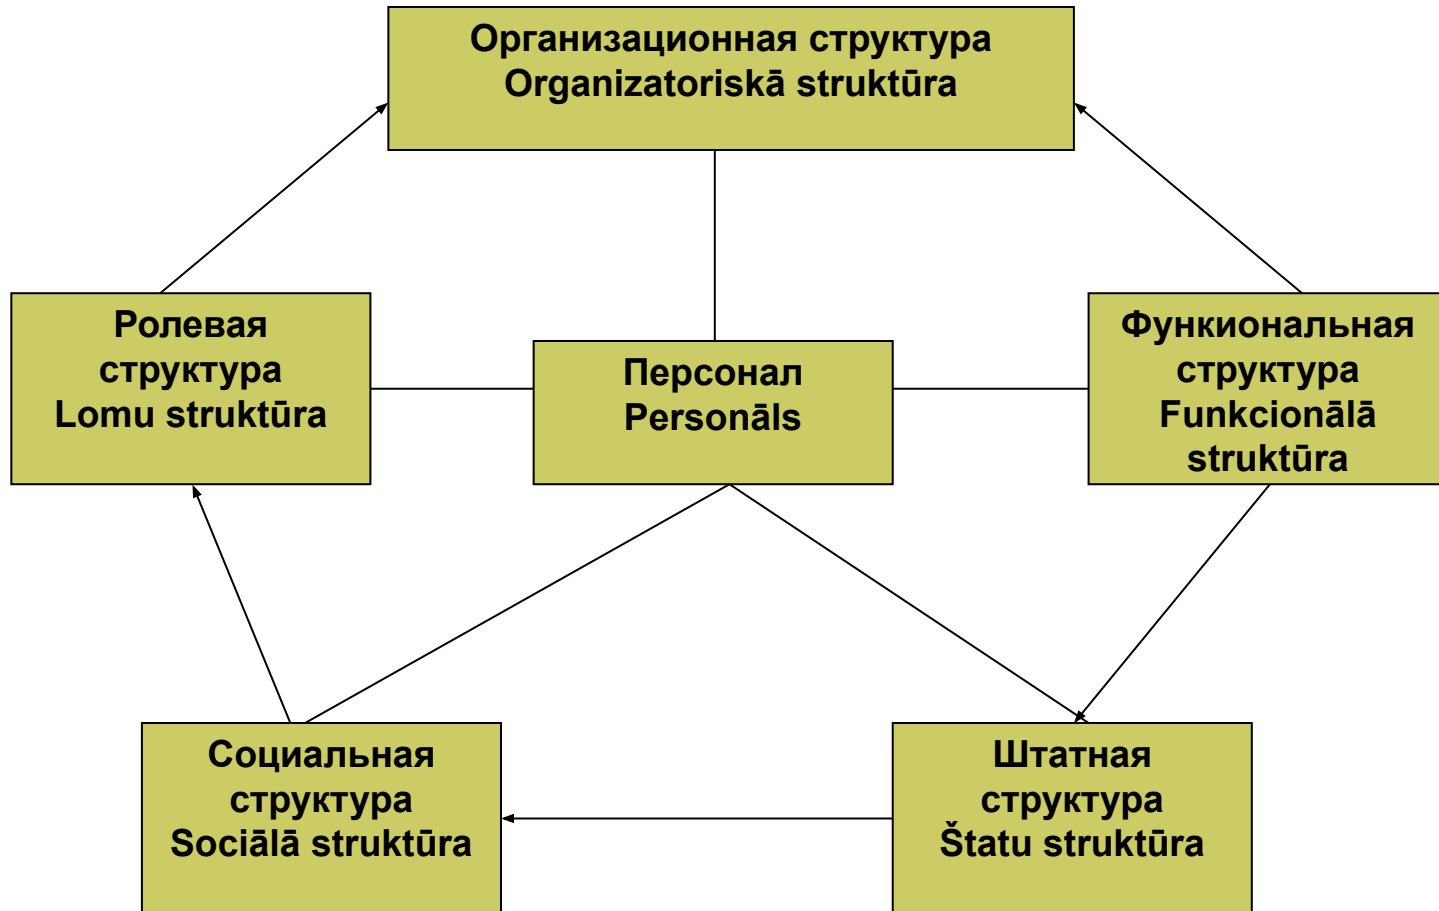 Организационная структура
Organizatoriskā struktūra
Ролевая
структура
Lomu struktūra
Персонал
Personāls
Функиональная
структура
Funkcionālā
struktūra
Социальная
структура
Sociālā struktūra
Штатная
структура
Štatu struktūra